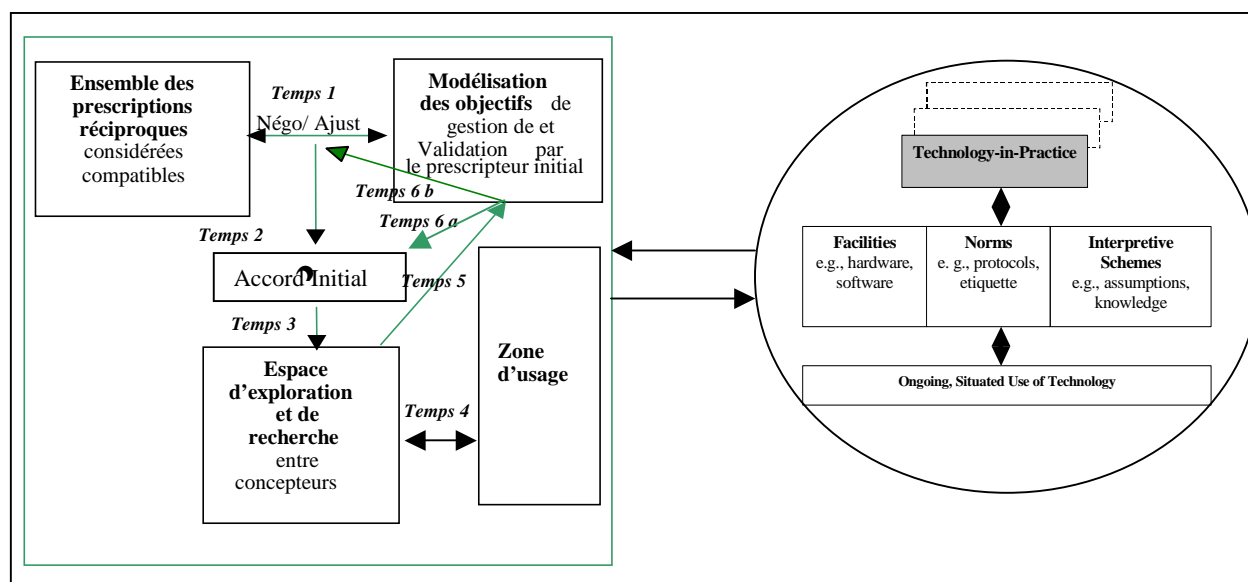 Ensemble des
prescriptions
réciproques
considérées
compatibles
Temps 1
Négo/ Ajust
Modélisation
des objectifs de
gestion de et
Validation par
le prescripteur initial
Temps 6 b
Temps 6 a
Temps 2
Accord Initial
Temps 5
Temps 3
Espace
d'exploration
et de
recherche
entre
concepteurs
Temps 4
Zone
d'usage
Technology-in-Practice
Facilities
e.g., hardware,
software
Norms
e. g., protocols,
etiquette
Interpretive
Schemes
e.g., assumptions,
knowledge
Ongoing, Situated Use of Technology